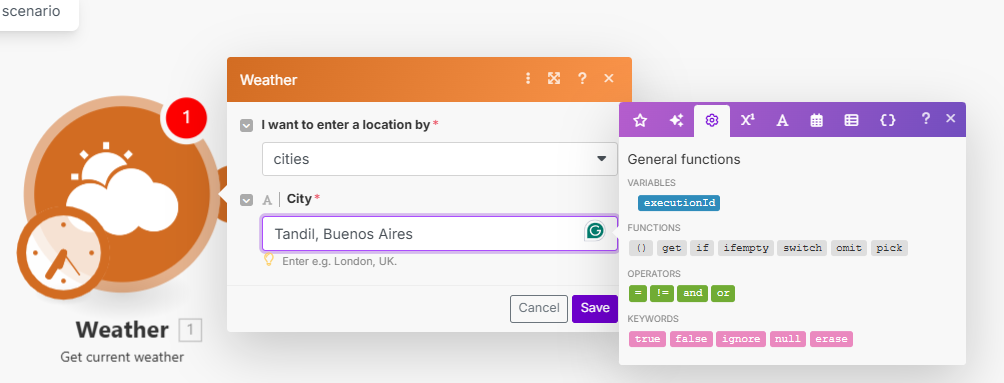 scenario
1
Weather 1
Get current weather
Weather
?
I want to enter a location by *
cities
A City *
Tandil, Buenos Aires
Enter e.g. London, UK.
Cancel Save
X¹ A {} ?
General functions
VARIABLES
executionId
FUNCTIONS
() get if ifempty switch omit pick
OPERATORS
= != and or
KEYWORDS
true false ignore null erase